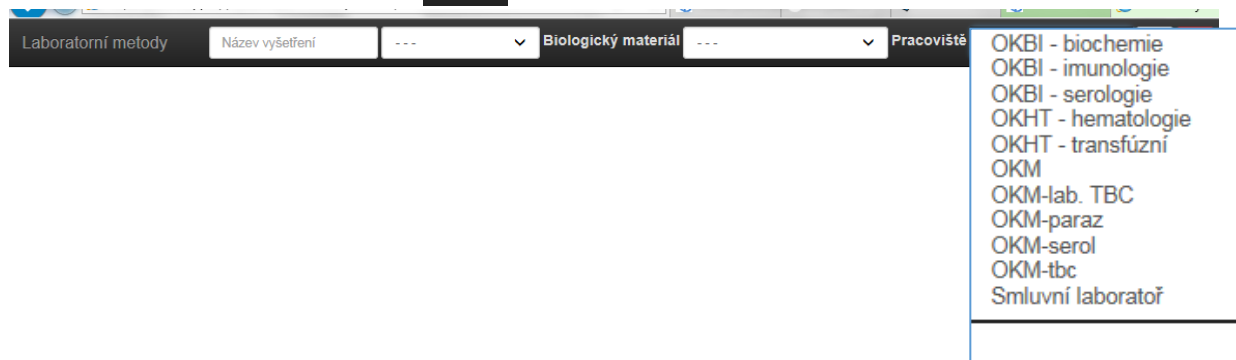 Laboratorní metody
Název vyšetření
---
Biologický materiál
---
Pracoviště
OKBI - biochemie
OKBI - imunologie
OKBI - serologie
OKHT - hematologie
OKHT - transfúzní
OKM
OKM-lab. TBC
OKM-paraz
OKM-serol
OKM-tbc
Smluvní laboratoř